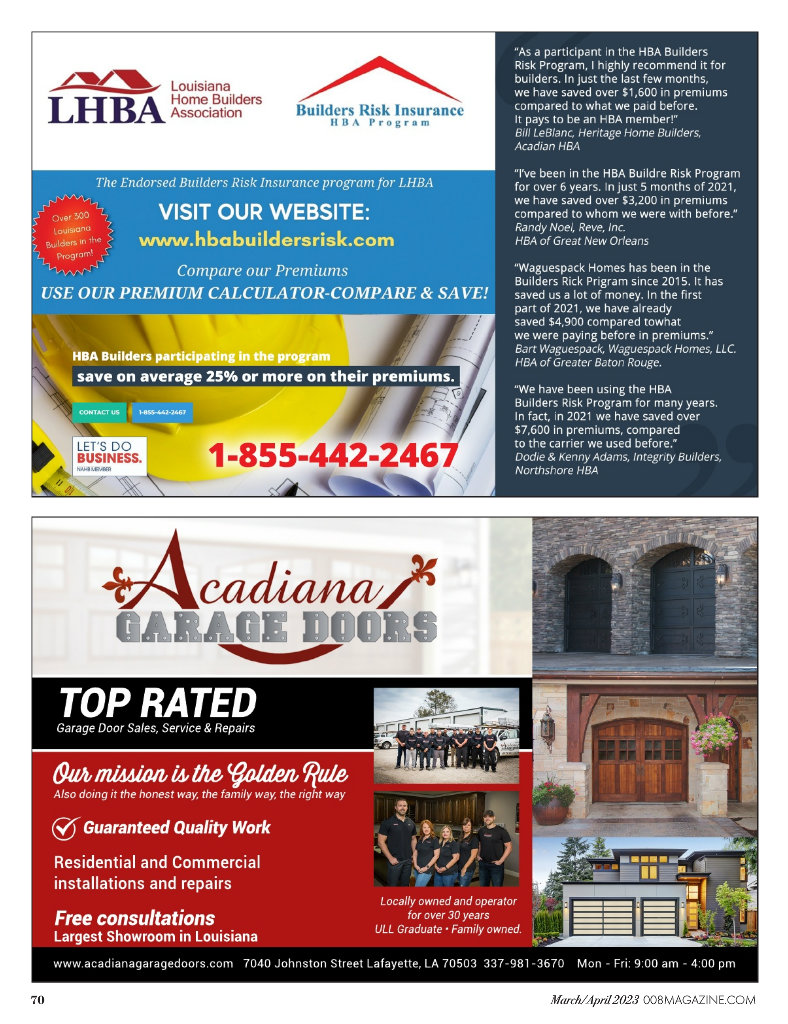 LHBA
Louisiana
Home Builders
Association
Builders Risk Insurance
HBA Program
The Endorsed Builders Risk Insurance program for LHBA
Over 300
Louisiana
Builders in the
Program!
VISIT OUR WEBSITE:
www.hbabuildersrisk.com
Compare our Premiums
USE OUR PREMIUM CALCULATOR-COMPARE & SAVE!
HBA Builders participating in the program
save on average 25% or more on their premiums.
CONTACT US
1-855-442-2467
LET'S DO
BUSINESS.
NAHB MEMBER
1-855-442-2467
“As a participant in the HBA Builders
Risk Program, I highly recommend it for
builders. In just the last few months,
we have saved over $1,600 in premiums
compared to what we paid before.
It pays to be an HBA member!”
Bill LeBlanc, Heritage Home Builders,
Acadian HBA
“I’ve been in the HBA Buildre Risk Program
for over 6 years. In just 5 months of 2021,
we have saved over $3,200 in premiums
compared to whom we were with before.”
Randy Noel, Reve, Inc.
HBA of Great New Orleans
“Waguespack Homes has been in the
Builders Rick Prigram since 2015. It has
saved us a lot of money. In the first
part of 2021, we have already
saved $4,900 compared towhat
we were paying before in premiums.”
Bart Waguespack, Waguespack Homes, LLC.
HBA of Greater Baton Rouge.
“We have been using the HBA
Builders Risk Program for many years.
In fact, in 2021 we have saved over
$7,600 in premiums, compared
to the carrier we used before.”
Dodie & Kenny Adams, Integrity Builders,
Northshore HBA
Acadiana
GARAGE DOORS
TOP RATED
Garage Door Sales, Service & Repairs
Our mission is the Golden Rule
Also doing it the honest way, the family way, the right way
Guaranteed Quality Work
Residential and Commercial
installations and repairs
Free consultations
Largest Showroom in Louisiana
Locally owned and operator
for over 30 years
ULL Graduate • Family owned.
www.acadianagaragedoors.com 7040 Johnston Street Lafayette, LA 70503 337-981-3670 Mon - Fri: 9:00 am - 4:00 pm
70
March/April 2023 008MAGAZINE.COM